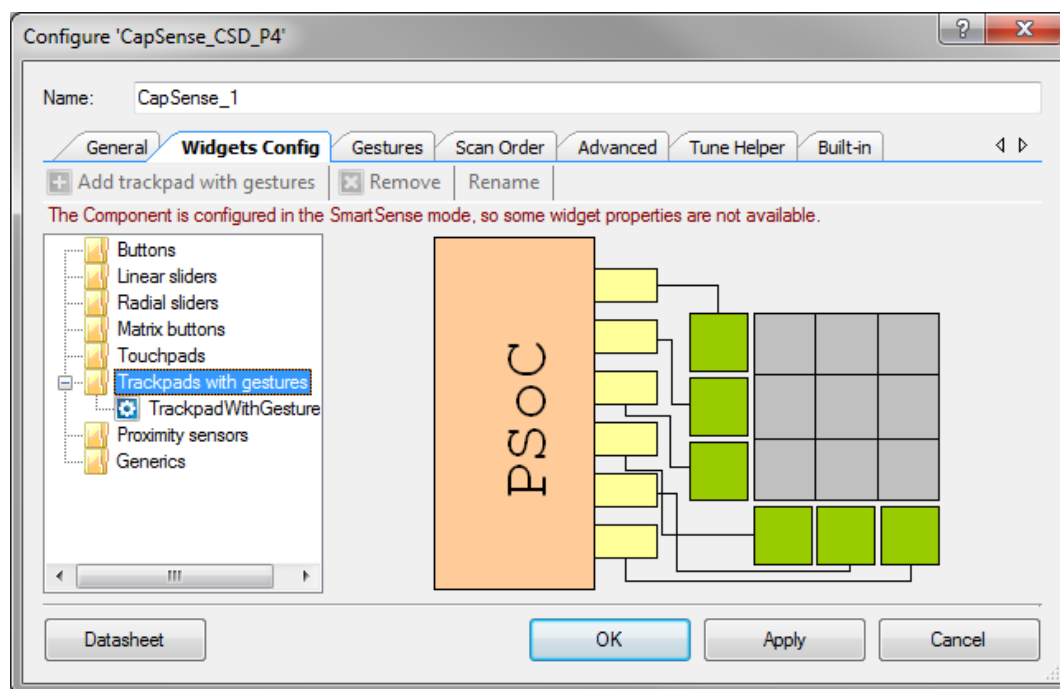 Configure 'CapSense_CSD_P4'
Name: CapSense_1
General Widgets Config Gestures Scan Order Advanced Tune Helper Built-in
Add trackpad with gestures Remove Rename
The Component is configured in the SmartSense mode, so some widget properties are not available.
Buttons
Linear sliders
Radial sliders
Matrix buttons
Touchpads
Trackpads with gestures
TrackpadWithGesture
Proximity sensors
Generics
PSoC
Datasheet OK Apply Cancel